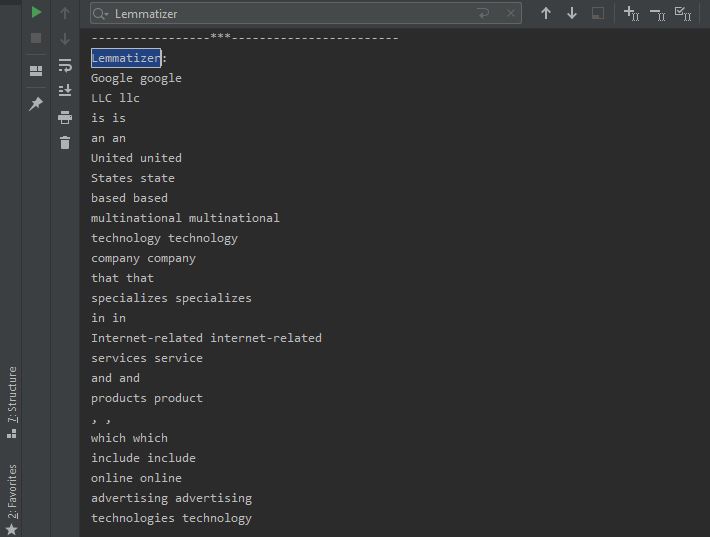 Lemmatizer
-----------------***------------------------
Lemmatizer:
Google google
LLC llc
is is
an an
United united
States state
based based
multinational multinational
technology technology
company company
that that
specializes specializes
in in
Internet-related internet-related
services service
and and
products product
, ,
which which
include include
online online
advertising advertising
technologies technology
7: Structure
2: Favorites